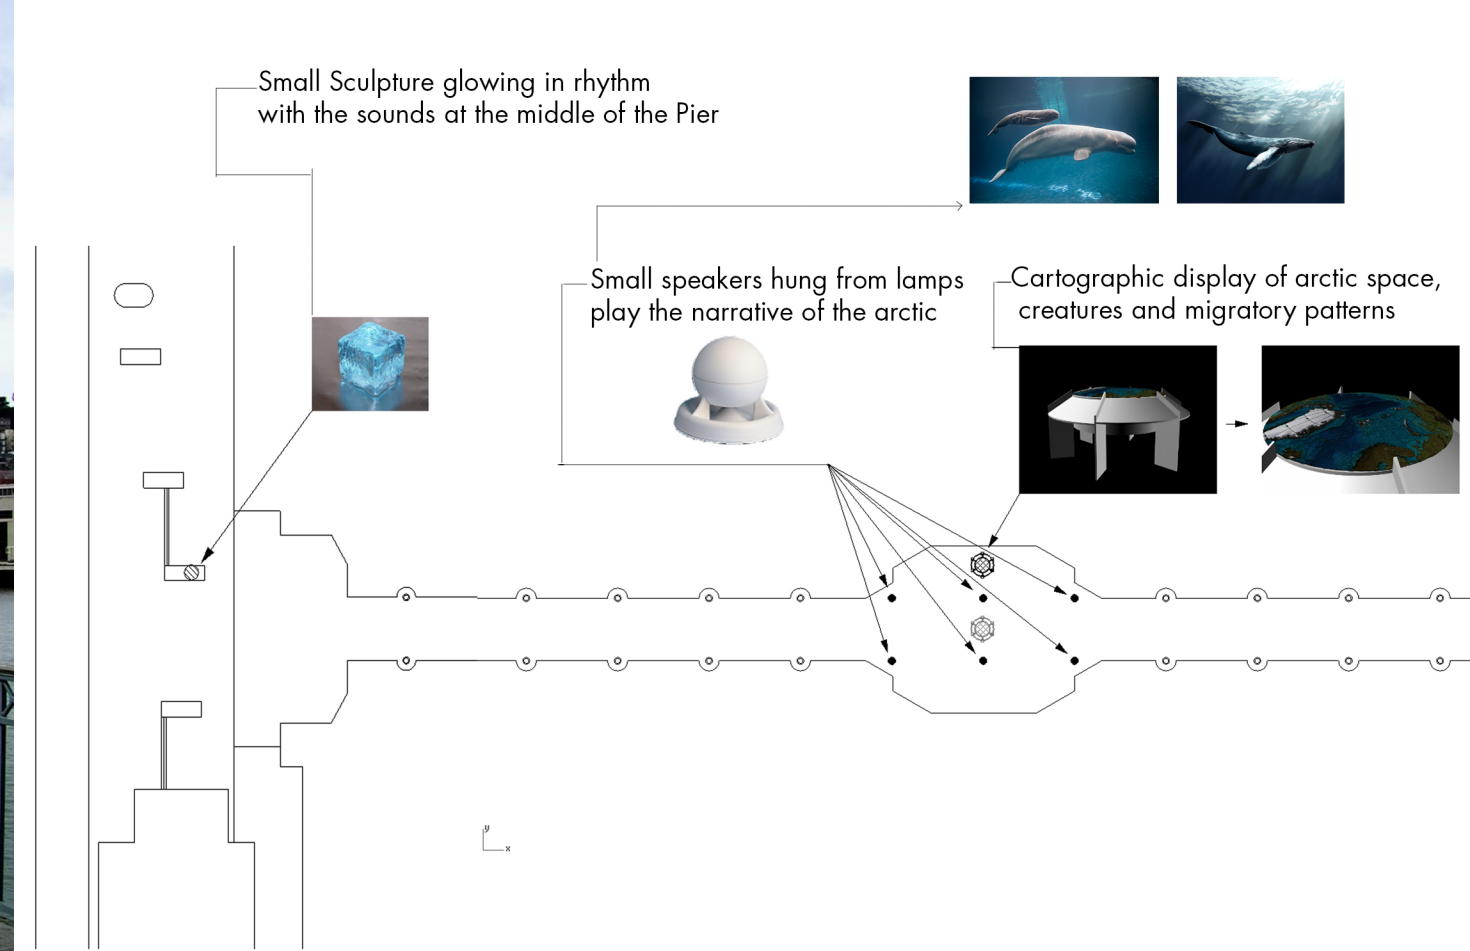 Small Sculpture glowing in rhythm
with the sounds at the middle of the Pier
Small speakers hung from lamps
play the narrative of the arctic
Cartographic display of arctic space,
creatures and migratory patterns
y
x